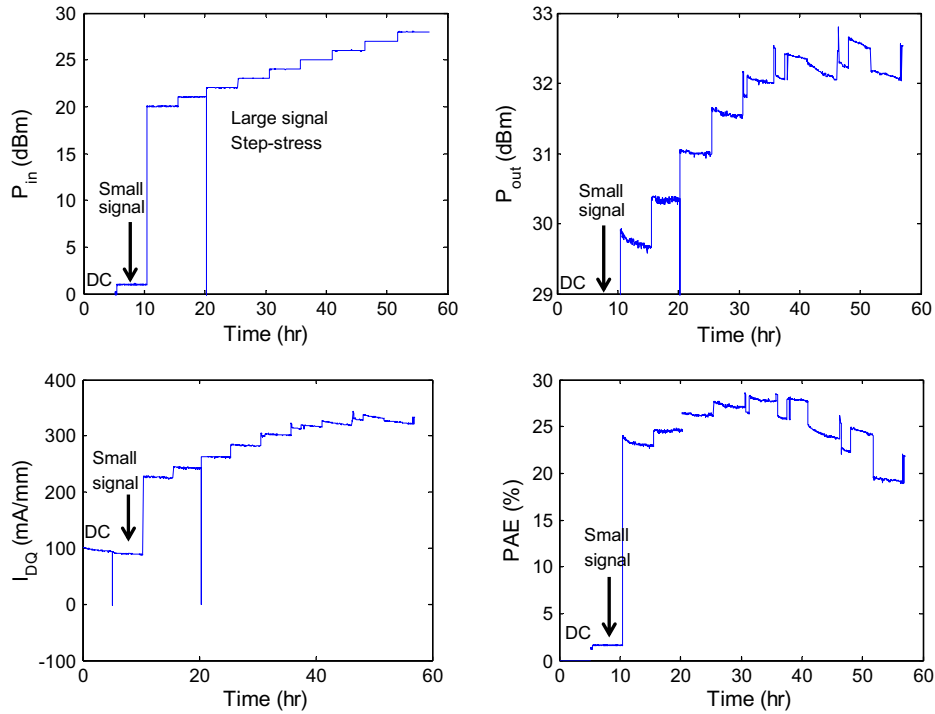 30
25
20
15
10
5
0
P_in (dBm)
Small
signal
DC
Large signal
Step-stress
0 10 20 30 40 50 60
Time (hr)
33
32
31
30
29
P_out (dBm)
Small
signal
DC
0 10 20 30 40 50 60
Time (hr)
400
300
200
100
0
-100
I_DQ (mA/mm)
Small
signal
DC
0 20 40 60
Time (hr)
30
25
20
15
10
5
0
PAE (%)
Small
signal
DC
0 10 20 30 40 50 60
Time (hr)